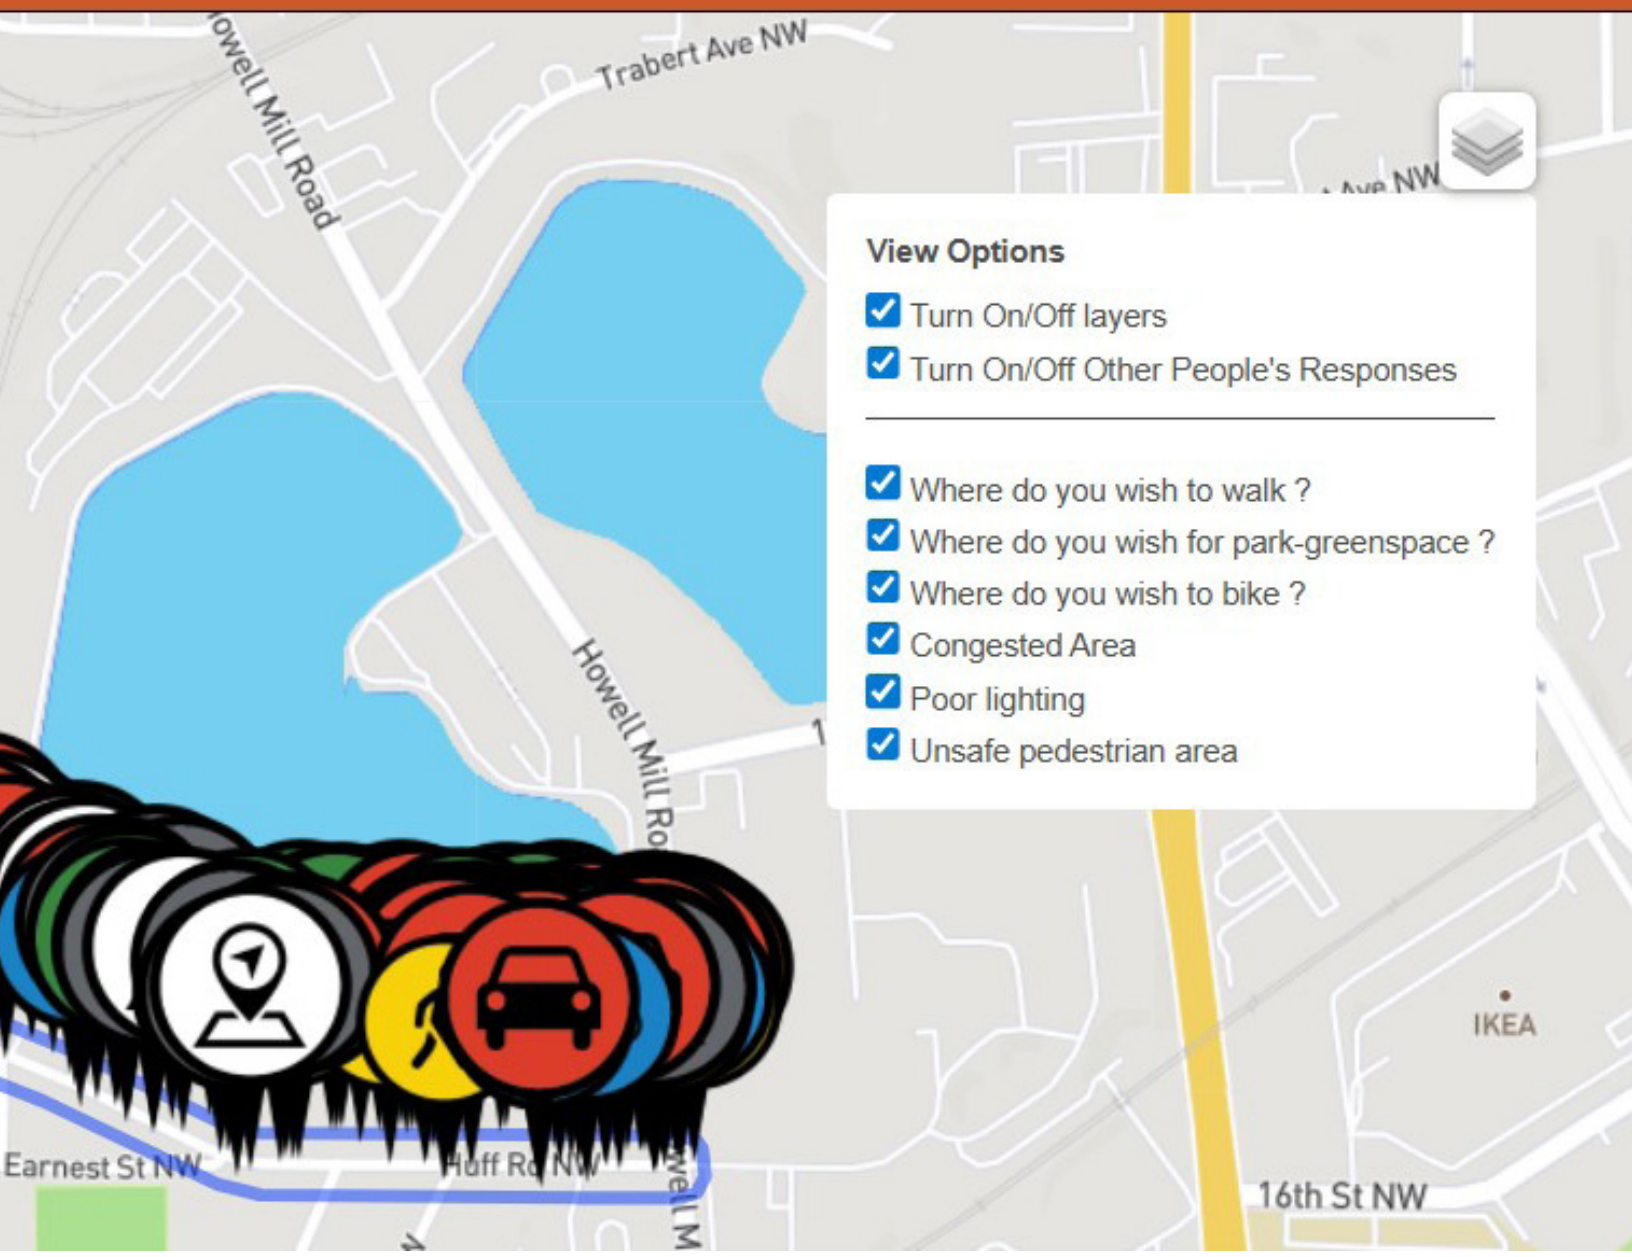 Howell Mill Road
Trabert Ave NW
Ave NW
View Options
Turn On/Off layers
Turn On/Off Other People's Responses
Where do you wish to walk ?
Where do you wish for park-greenspace ?
Where do you wish to bike ?
Congested Area
Poor lighting
Unsafe pedestrian area
Howell Mill Ro
1
IKEA
Earnest St NW
Huff Rd NW
well M
16th St NW